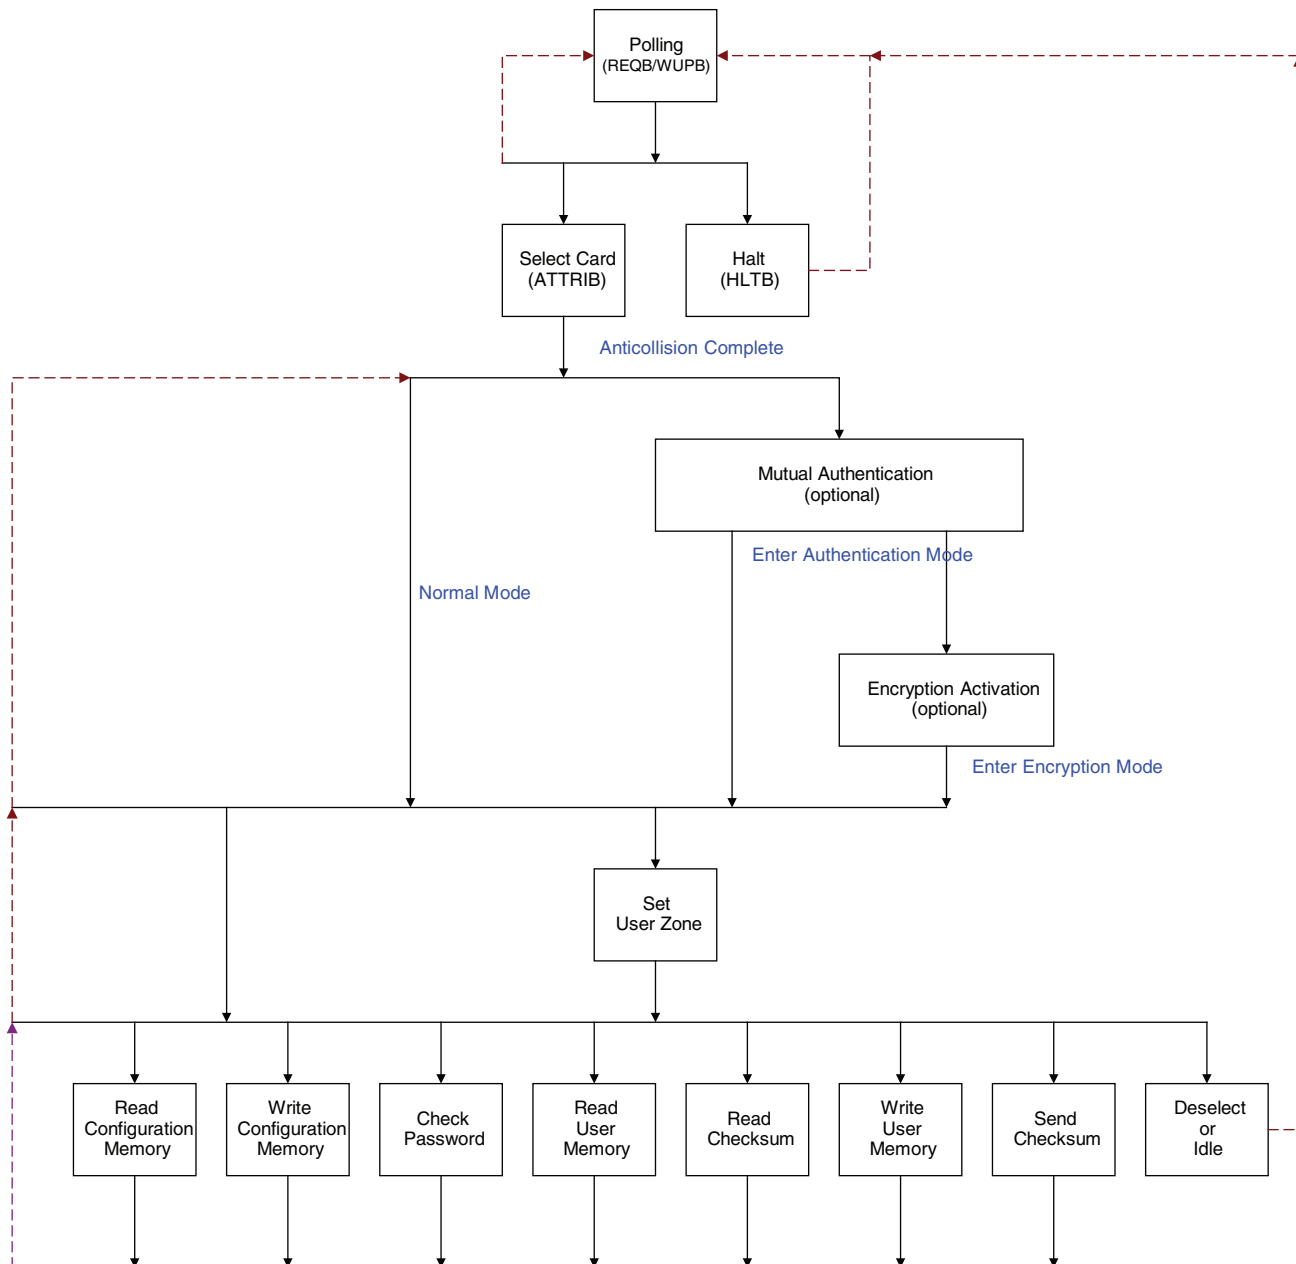 Polling
(REQB/WUPB)
Select Card
(ATTRIB)
Halt
(HLTB)
Anticollision Complete
Mutual Authentication
(optional)
Enter Authentication Mode
Normal Mode
Encryption Activation
(optional)
Enter Encryption Mode
Set
User Zone
Read
Configuration
Memory
Write
Configuration
Memory
Check
Password
Read
User
Memory
Read
Checksum
Write
User
Memory
Send
Checksum
Deselect
or
Idle